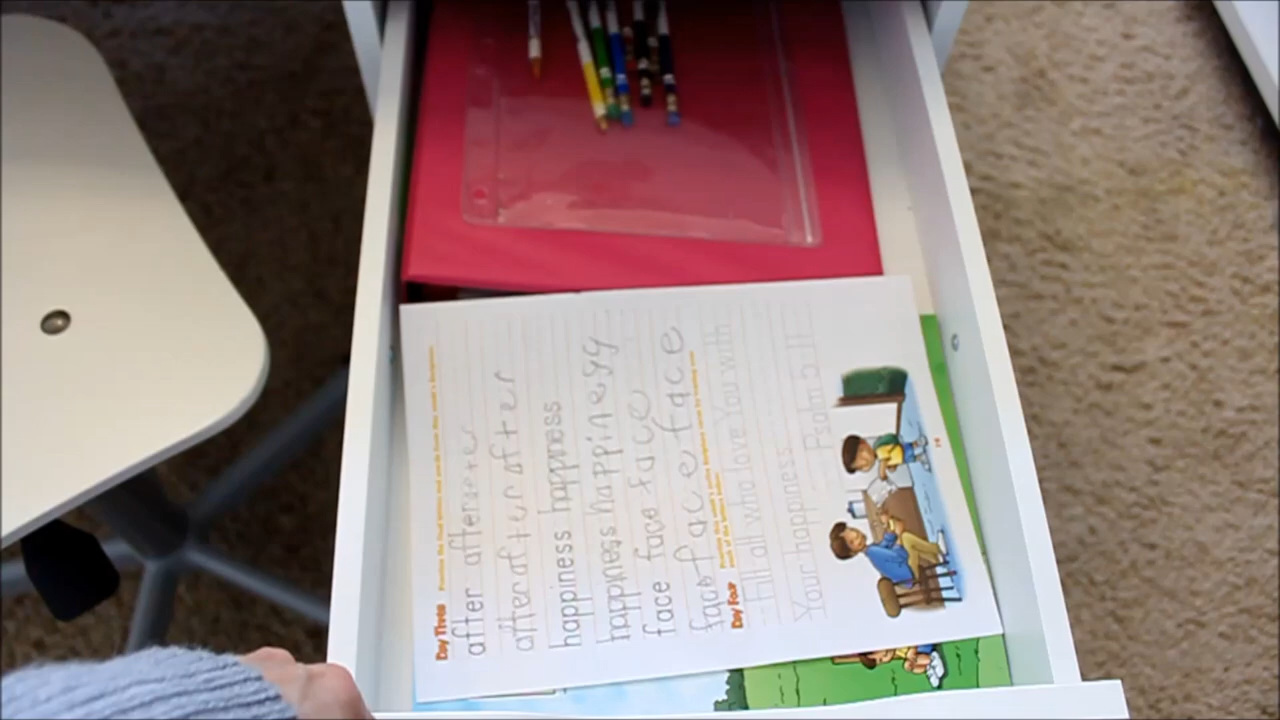 Day Three
after after after
after after after
happiness happiness
happiness happiness
face face face
face face face
Day Four
Fill all who love You with
Your happiness.
Psalm 5:11